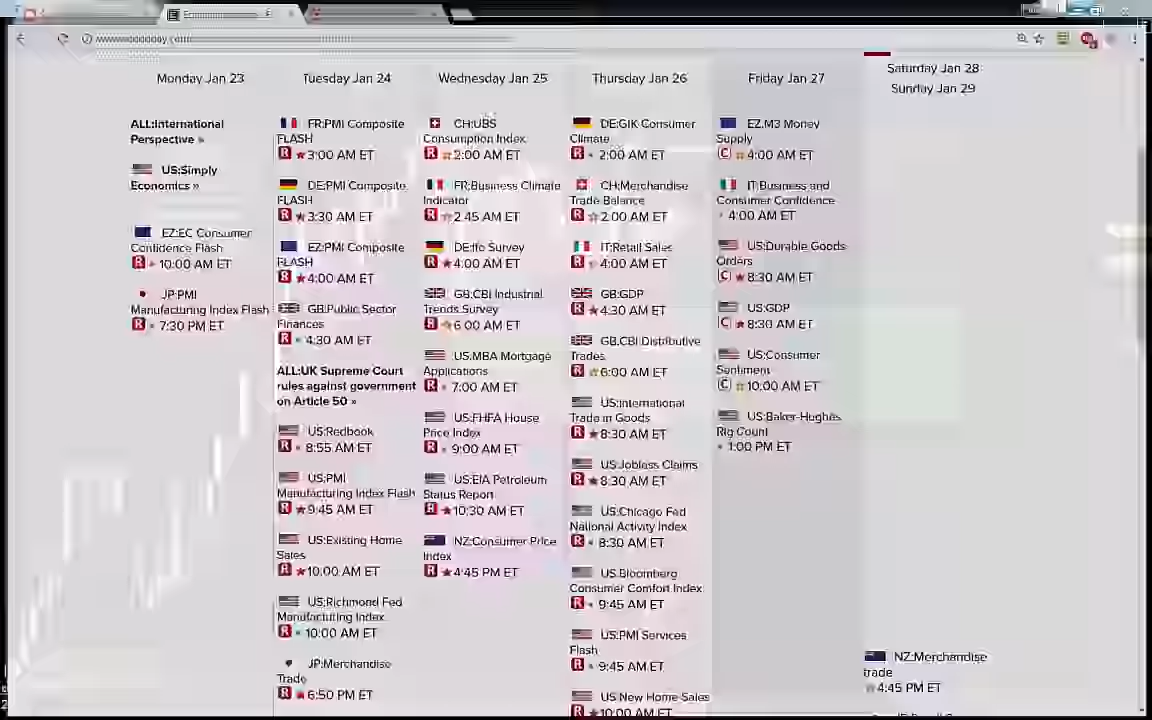 Monday Jan 23
ALL:International
Perspective »
US:Simply
Economics »
EZ:EC Consumer
Confidence Flash
R 10:00 AM ET
JP:PMI
Manufacturing Index Flash
R 7:30 PM ET
Tuesday Jan 24
FR:PMI Composite
FLASH
R ★ 3:00 AM ET
DE:PMI Composite
FLASH
R ★ 3:30 AM ET
EZ:PMI Composite
FLASH
R ★ 4:00 AM ET
GB:Public Sector
Finances
R 4:30 AM ET
ALL:UK Supreme Court
rules against government
on Article 50 »
US:Redbook
R 8:55 AM ET
US:PMI
Manufacturing Index Flash
R ★ 9:45 AM ET
US:Existing Home
Sales
R ★ 10:00 AM ET
US:Richmond Fed
Manufacturing Index
R 10:00 AM ET
JP:Merchandise
Trade
R ★ 6:50 PM ET
Wednesday Jan 25
CH:UBS
Consumption Index
R ☆ 2:00 AM ET
FR:Business Climate
Indicator
R ☆ 2:45 AM ET
DE:Ifo Survey
R ★ 4:00 AM ET
GB:CBI Industrial
Trends Survey
R ☆ 6:00 AM ET
US:MBA Mortgage
Applications
R 7:00 AM ET
US:FHFA House
Price Index
R 9:00 AM ET
US:EIA Petroleum
Status Report
R ★ 10:30 AM ET
NZ:Consumer Price
Index
R ★ 4:45 PM ET
Thursday Jan 26
DE:GfK Consumer
Climate
R 2:00 AM ET
CH:Merchandise
Trade Balance
R ☆ 2:00 AM ET
IT:Retail Sales
R 4:00 AM ET
GB:GDP
R ★ 4:30 AM ET
GB:CBI Distributive
Trades
R ☆ 6:00 AM ET
US:International
Trade in Goods
R ★ 8:30 AM ET
US:Jobless Claims
R ★ 8:30 AM ET
US:Chicago Fed
National Activity Index
R 8:30 AM ET
US:Bloomberg
Consumer Comfort Index
R 9:45 AM ET
US:PMI Services
Flash
R 9:45 AM ET
US:New Home Sales
R ★ 10:00 AM ET
Friday Jan 27
EZ:M3 Money
Supply
C ☆ 4:00 AM ET
IT:Business and
Consumer Confidence
4:00 AM ET
US:Durable Goods
Orders
C ★ 8:30 AM ET
US:GDP
C ★ 8:30 AM ET
US:Consumer
Sentiment
C ☆ 10:00 AM ET
US:Baker-Hughes
Rig Count
1:00 PM ET
Saturday Jan 28
Sunday Jan 29
NZ:Merchandise
trade
☆ 4:45 PM ET